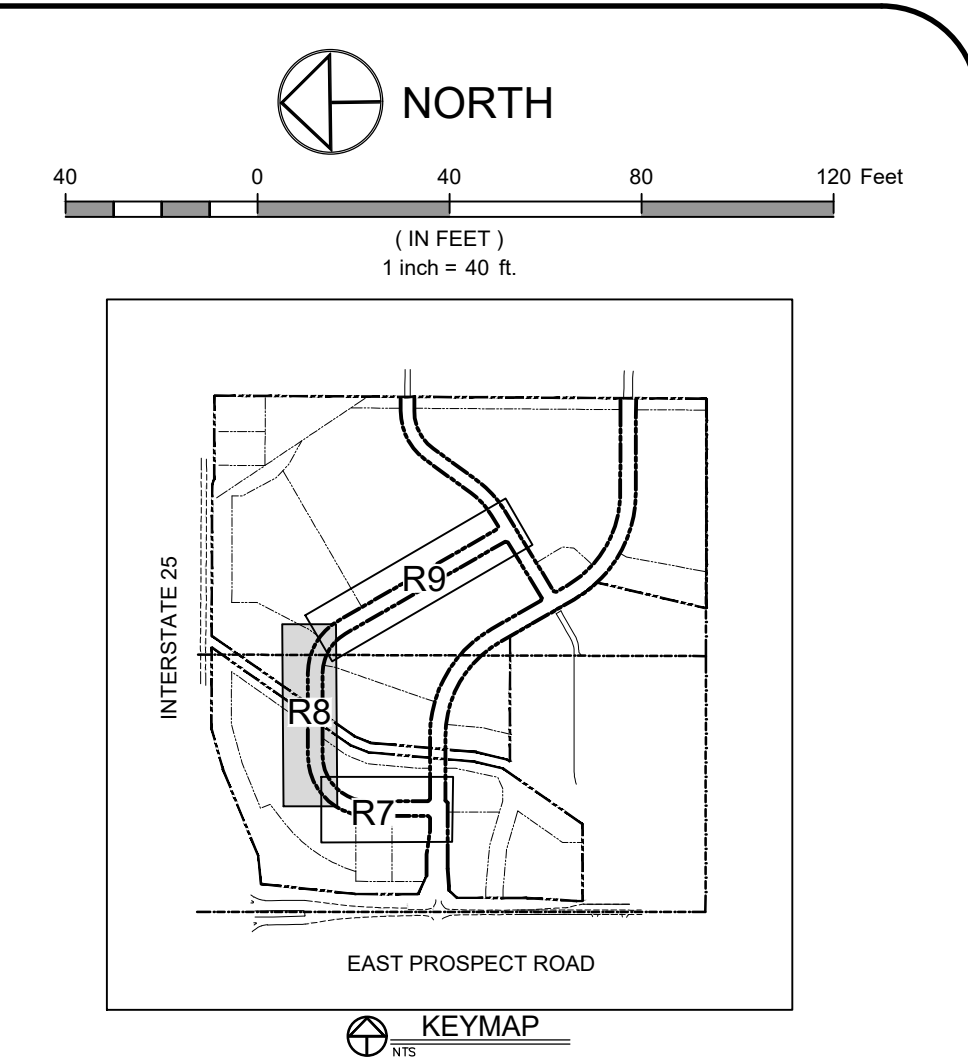 NORTH
40 0 40 80 120 Feet
( IN FEET )
1 inch = 40 ft.
INTERSTATE 25
R9
R8
R7
EAST PROSPECT ROAD
KEYMAP
NTS